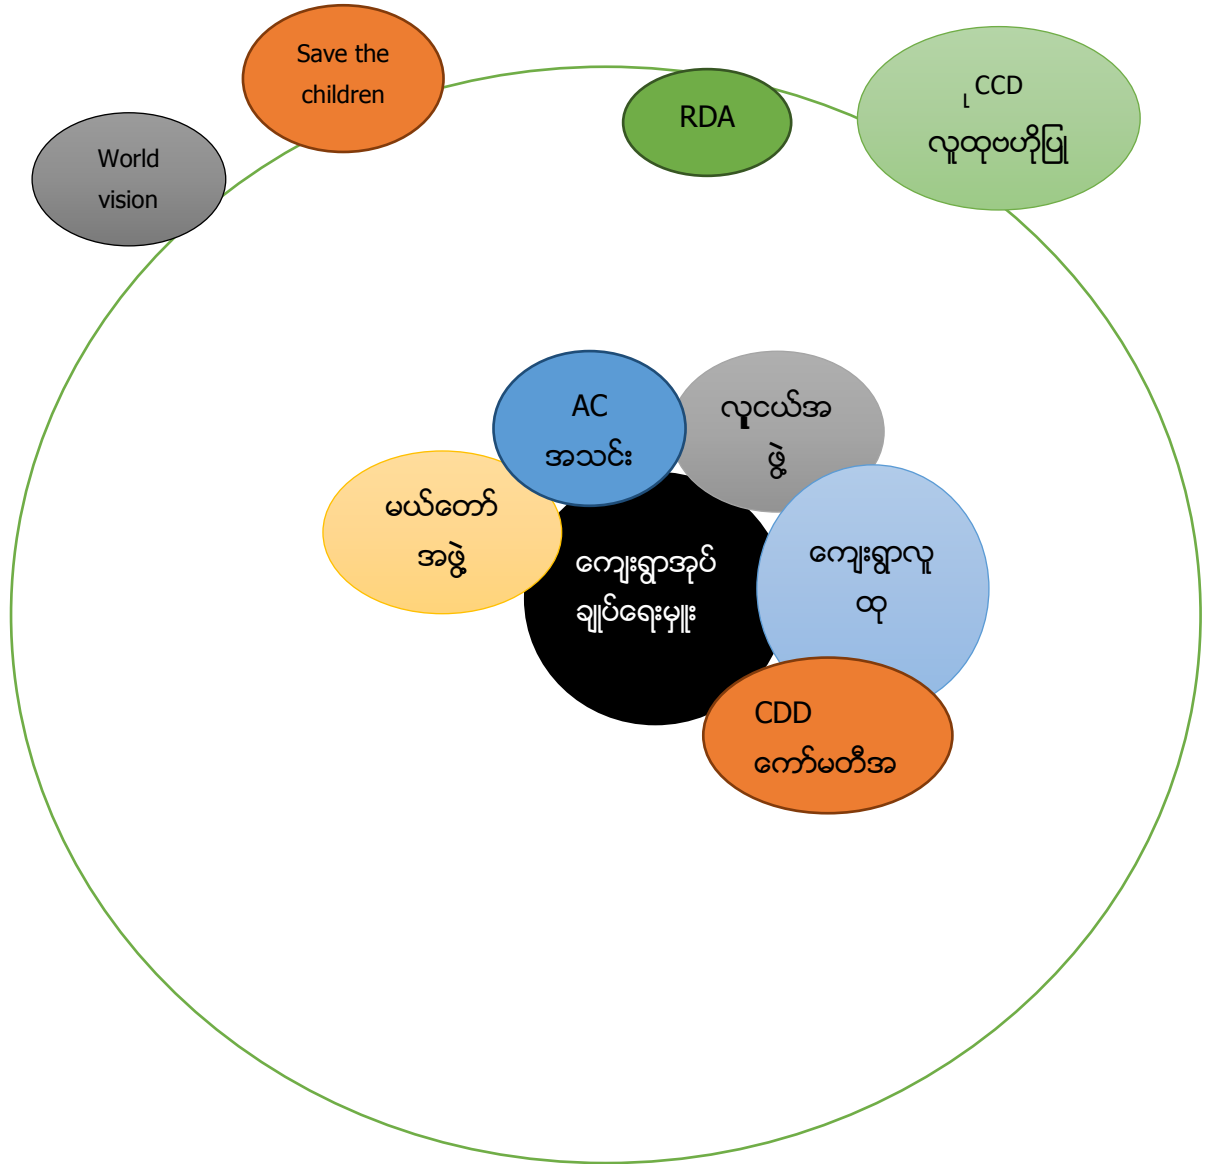 Save the
children
RDA
ု CCD
လူထုဗဟိုပြု
World
vision
AC
အသင်း
လူငယ်အ
ဖွဲ့
မယ်တော်
အဖွဲ့
ကျေးရွာအုပ်
ချုပ်ရေးမှူး
ကျေးရွာလူ
ထု
CDD
ကော်မတီအ